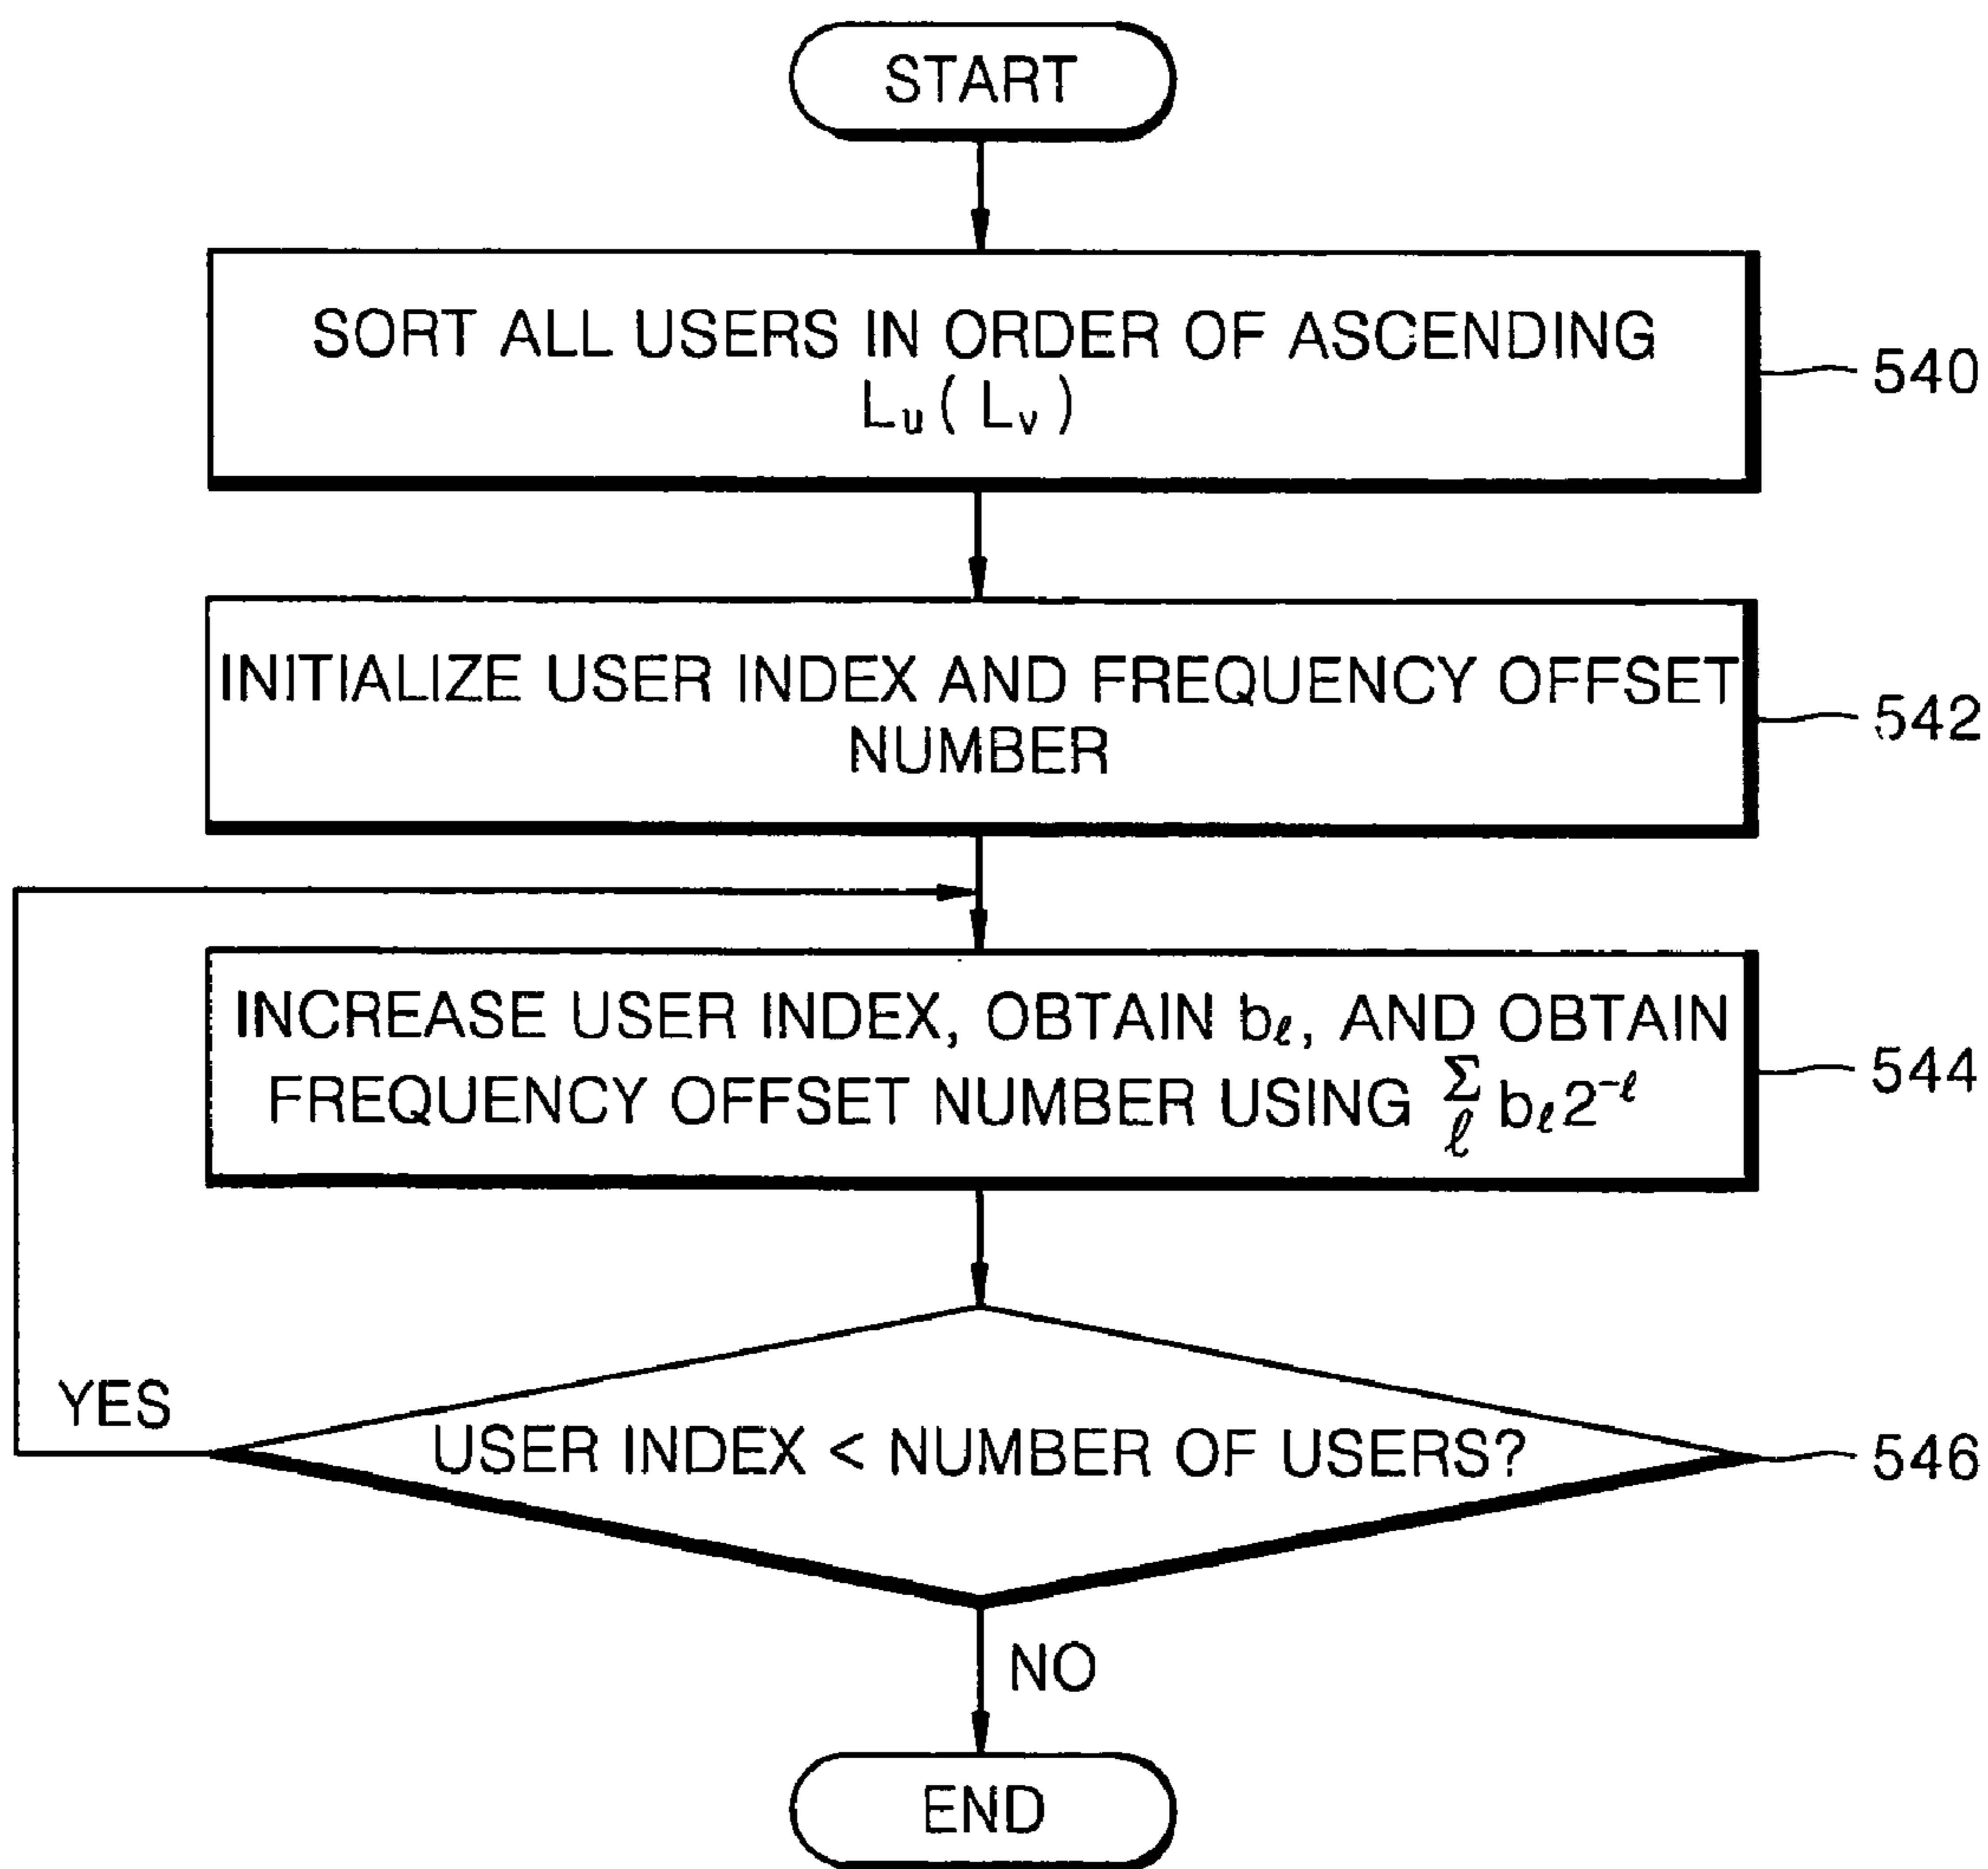 START
SORT ALL USERS IN ORDER OF ASCENDING
Lᵤ ( Lᵥ )
540
INITIALIZE USER INDEX AND FREQUENCY OFFSET
NUMBER
542
INCREASE USER INDEX, OBTAIN bℓ, AND OBTAIN
FREQUENCY OFFSET NUMBER USING Σℓ bℓ2^-ℓ
544
YES
USER INDEX < NUMBER OF USERS?
546
NO
END